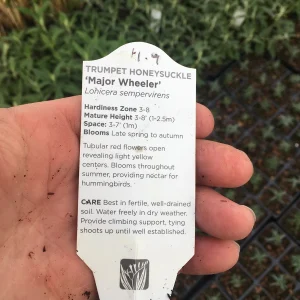 TRUMPET HONEYSUCKLE
'Major Wheeler'
Lonicera sempervirens
Hardiness Zone 3-8
Mature Height 3-8' (1-2.5m)
Space: 3-7' (1m)
Blooms Late spring to autumn
Tubular red flowers open
revealing light yellow
centers. Blooms throughout
summer, providing nectar for
hummingbirds.
CARE Best in fertile, well-drained
soil. Water freely in dry weather.
Provide climbing support, tying
shoots up until well established.